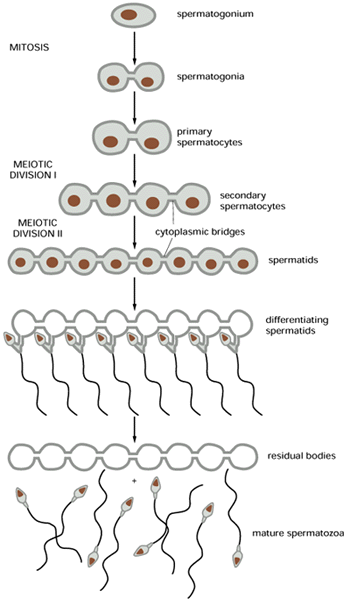 spermatogonium
MITOSIS
spermatogonia
primary
spermatocytes
MEIOTIC
DIVISION I
secondary
spermatocytes
MEIOTIC
DIVISION II
cytoplasmic bridges
spermatids
differentiating
spermatids
residual bodies
+
mature spermatozoa